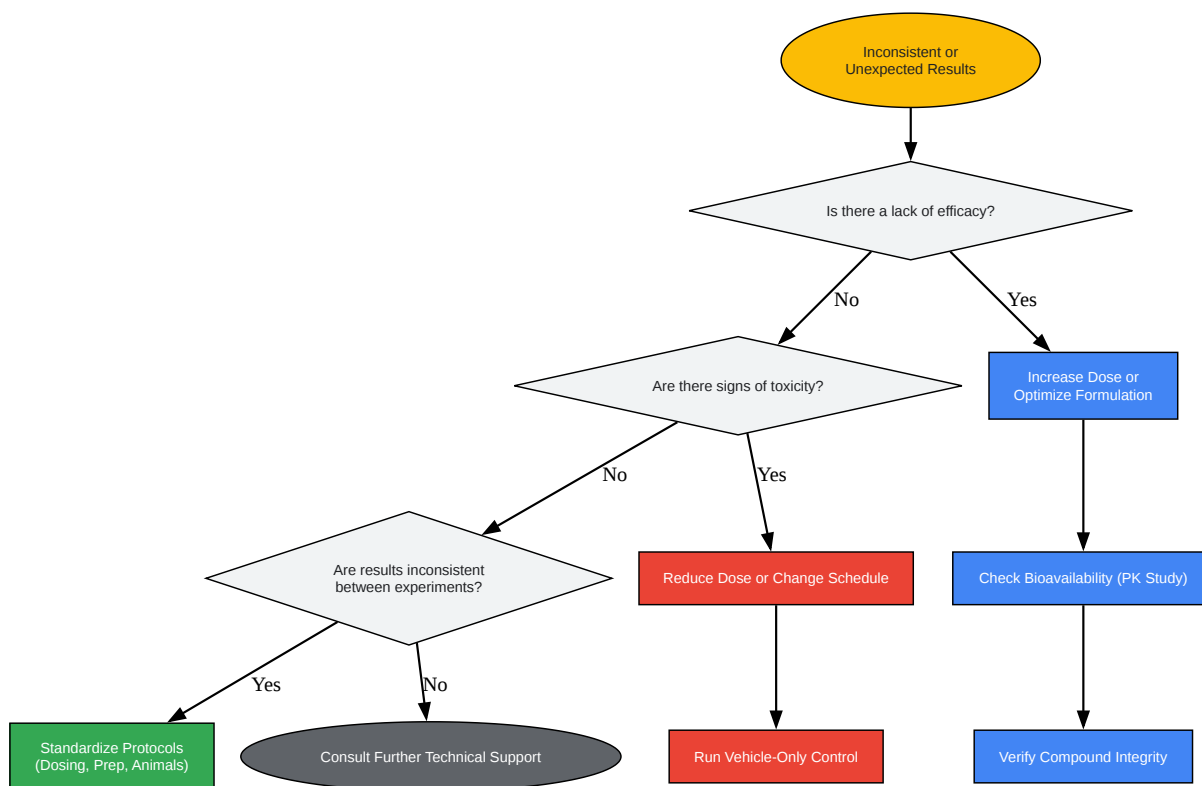 Inconsistent or
Unexpected Results
Is there a lack of efficacy?
No
Yes
Increase Dose or
Optimize Formulation
Are there signs of toxicity?
No
Yes
Are results inconsistent
between experiments?
Reduce Dose or Change Schedule
Check Bioavailability (PK Study)
Yes
No
Standardize Protocols
(Dosing, Prep, Animals)
Consult Further Technical Support
Run Vehicle-Only Control
Verify Compound Integrity